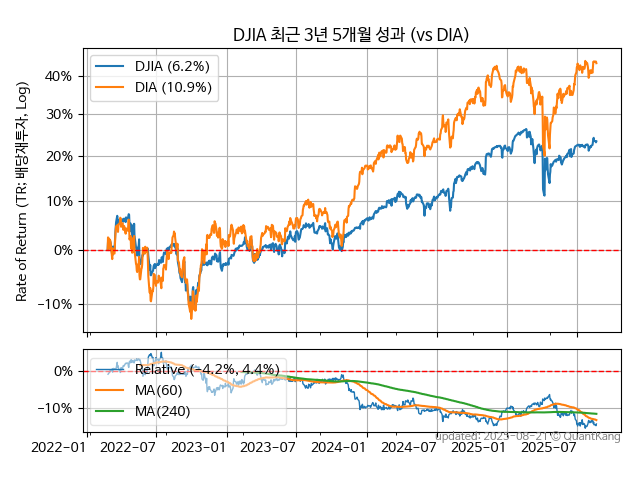 DJIA 최근 3년 5개월 성과 (vs DIA)
Rate of Return (TR: 배당재투자, Log)
DJIA (6.2%)
DIA (10.9%)
40%
30%
20%
10%
0%
−10%
Relative (−4.2%, 4.4%)
MA(60)
MA(240)
0%
−10%
updated: 2025-08-21 © QuantKang
2022-01 2022-07 2023-01 2023-07 2024-01 2024-07 2025-01 2025-07